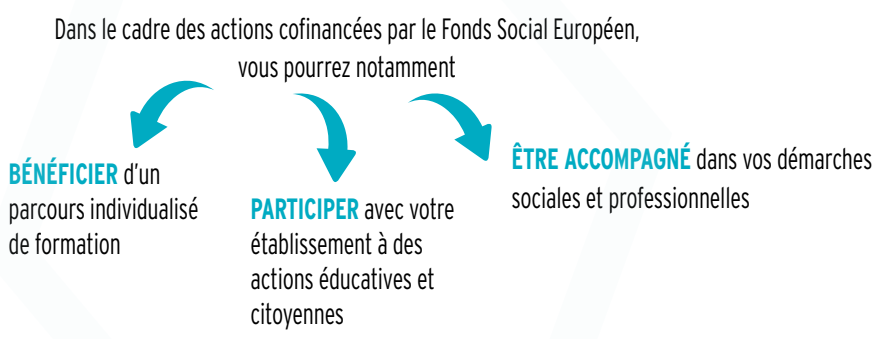 Dans le cadre des actions cofinancées par le Fonds Social Européen,
vous pourrez notamment
BÉNÉFICIER d'un
parcours individualisé
de formation
PARTICIPER avec votre
établissement à des
actions éducatives et
citoyennes
ÊTRE ACCOMPAGNÉ dans vos démarches
sociales et professionnelles